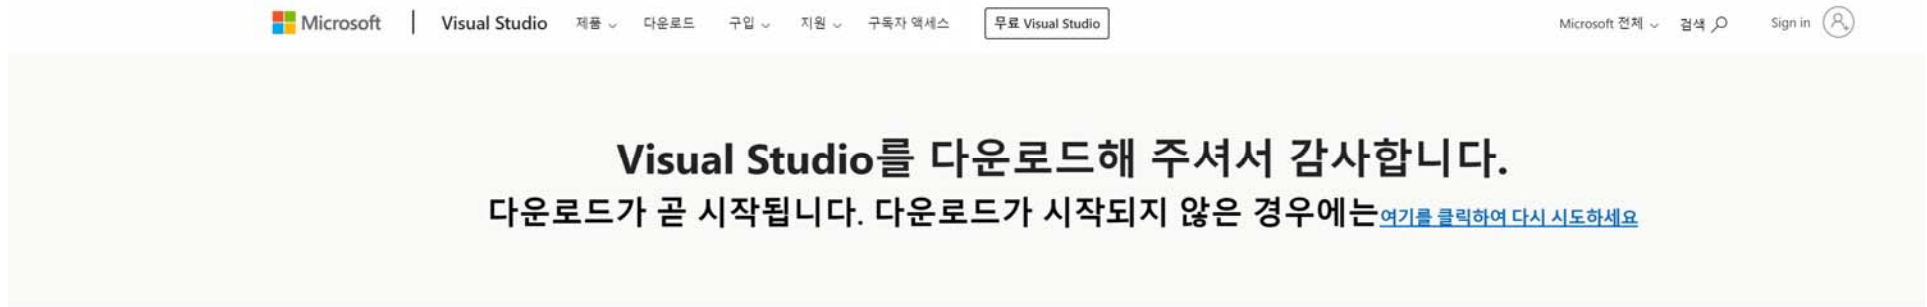 Microsoft | Visual Studio 제품 다운로드 구입 지원 구독자 액세스 무료 Visual Studio Microsoft 전체 검색 Sign in
Visual Studio를 다운로드해 주셔서 감사합니다.
다운로드가 곧 시작됩니다. 다운로드가 시작되지 않은 경우에는여기를 클릭하여 다시 시도하세요